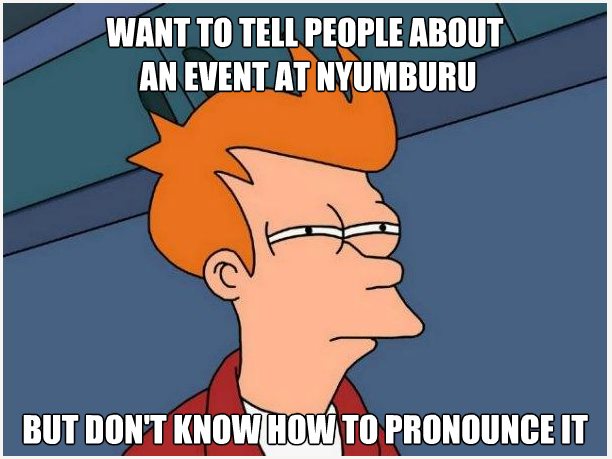 WANT TO TELL PEOPLE ABOUT
AN EVENT AT NYUMBURU
BUT DON'T KNOW HOW TO PRONOUNCE IT